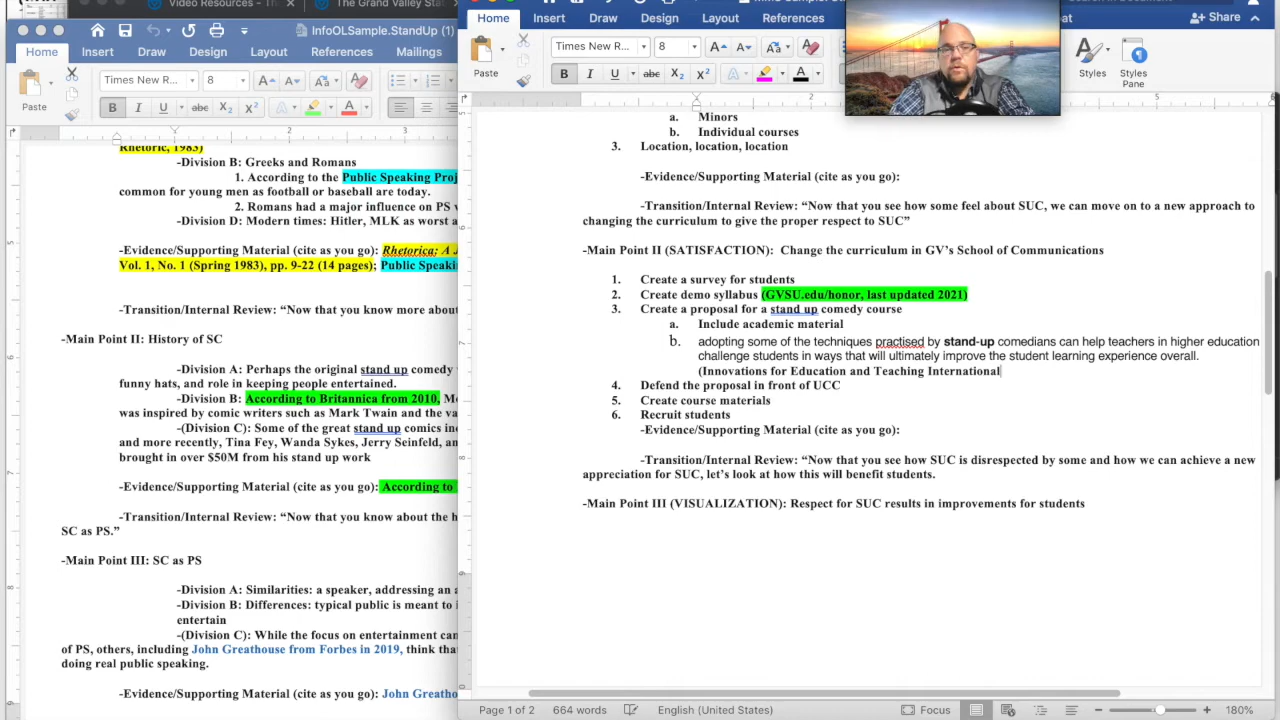 Video Resources - Th
The Grand Valley Stat
InfoOLSample.StandUp (1)
Home Insert Draw Design Layout References
Paste
Times New R... 8
B I U abc X2 X2 A A
2 3
Rhetoric, 1983)
-Division B: Greeks and Romans
1. According to the Public Speaking Proj
common for young men as football or baseball are today.
2. Romans had a major influence on PS
-Division D: Modern times: Hitler, MLK as worst a
-Evidence/Supporting Material (cite as you go): Rhetorica; A J
Vol. 1, No. 1 (Spring 1983), pp. 9-22 (14 pages); Public Speakin
-Transition/Internal Review: “Now that you know more about
-Main Point II: History of SC
-Division A: Perhaps the original stand up comedy
funny hats, and role in keeping people entertained.
-Division B: According to Britannica from 2010, M
was inspired by comic writers such as Mark Twain and the va
-(Division C): Some of the great stand up comics inc
and more recently, Tina Fey, Wanda Sykes, Jerry Seinfeld, an
brought in over $50M from his stand up work
-Evidence/Supporting Material (cite as you go): According to
-Transition/Internal Review: “Now that you know about the h
SC as PS.”
-Main Point III: SC as PS
-Division A: Similarities: a speaker, addressing an a
-Division B: Differences: typical public is meant to i
entertain
-(Division C): While the focus on entertainment can
of PS, others, including John Greathouse from Forbes in 2019, think tha
doing real public speaking.
-Evidence/Supporting Material (cite as you go): John Greatho
Home Insert Draw Design Layout References
Share
Paste
Times New R... 8
B I U abc X2 X2 A A
Styles
Styles Pane
2 5
a. Minors
b. Individual courses
3. Location, location, location
-Evidence/Supporting Material (cite as you go):
-Transition/Internal Review: “Now that you see how some feel about SUC, we can move on to a new approach to
changing the curriculum to give the proper respect to SUC”
-Main Point II (SATISFACTION): Change the curriculum in GV’s School of Communications
1. Create a survey for students
2. Create demo syllabus (GVSU.edu/honor, last updated 2021)
3. Create a proposal for a stand up comedy course
a. Include academic material
b. adopting some of the techniques practised by stand-up comedians can help teachers in higher education
challenge students in ways that will ultimately improve the student learning experience overall.
(Innovations for Education and Teaching International
4. Defend the proposal in front of UCC
5. Create course materials
6. Recruit students
-Evidence/Supporting Material (cite as you go):
-Transition/Internal Review: “Now that you see how SUC is disrespected by some and how we can achieve a new
appreciation for SUC, let’s look at how this will benefit students.
-Main Point III (VISUALIZATION): Respect for SUC results in improvements for students
Page 1 of 2 664 words English (United States) Focus 180%